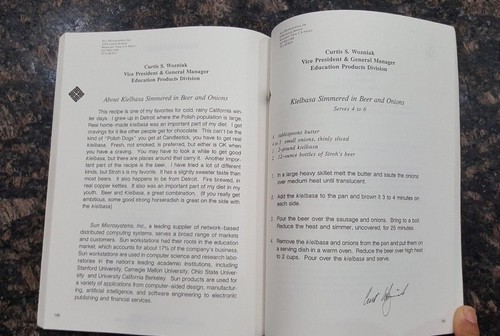 Curtis S. Wozniak
Vice President & General Manager
Education Products Division
About Kielbasa Simmered in Beer and Onions
This recipe is one of my favorites for cold, rainy California win-
ter days. I grew up in Detroit where the Polish population is large.
Real home made kielbasa was an important part of my diet. I get
cravings for it like other people get for chocolate. This can't be the
kind of "Polish Dogs" you get at Candlestick, you have to get real
kielbasa. Fresh, not smoked, is preferred, but either is OK when
you have a craving. You may have to look a while to get good
kielbasa, but there are places around that carry it. Another impor-
tant part of the recipe is the beer. I have tried a lot of different
kinds, but Stroh's is my favorite. It has a slightly sweeter taste than
most beers. It also happens to be from Detroit. Fire brewed, in
real copper kettles. It also was an important part of my diet in my
youth. Beer and Kielbasa, a great combination. (If you really get
ambitious, some good strong horseradish is great on the side with
the kielbasa)
Sun Microsystems, Inc., a leading supplier of network-based
distributed computing systems, serves a broad range of markets
and customers. Sun workstations had their roots in the education
market, which accounts for about 17% of the company's business.
Sun workstations are used in computer science and research labo-
ratories in the nation's leading academic institutions, including
Stanford University, Carnegie Mellon University, Ohio State Univer-
sity and University California Berkeley. Sun products are used for
a variety of applications from computer-aided design, manufactur-
ing, artificial intelligence, and software engineering to electronic
publishing and financial services.
Curtis S. Wozniak
Vice President & General Manager
Education Products Division
Kielbasa Simmered in Beer and Onions
Serves 4 to 6
tablespoons butter
small onions, thinly sliced
-pound kielbasa
12-ounce bottles of Stroh's beer
1. In a large heavy skillet melt the butter and saute the onions
over medium heat until translucent.
2. Add the kielbasa to the pan and brown it 3 to 4 minutes on
each side.
3. Pour the beer over the sausage and onions. Bring to a boil.
Reduce the heat and simmer, uncovered, for 25 minutes.
4. Remove the kielbasa and onions from the pan and put them on
a serving dish in a warm oven. Reduce the beer over high heat
to 2 cups. Pour over the kielbasa and serve.